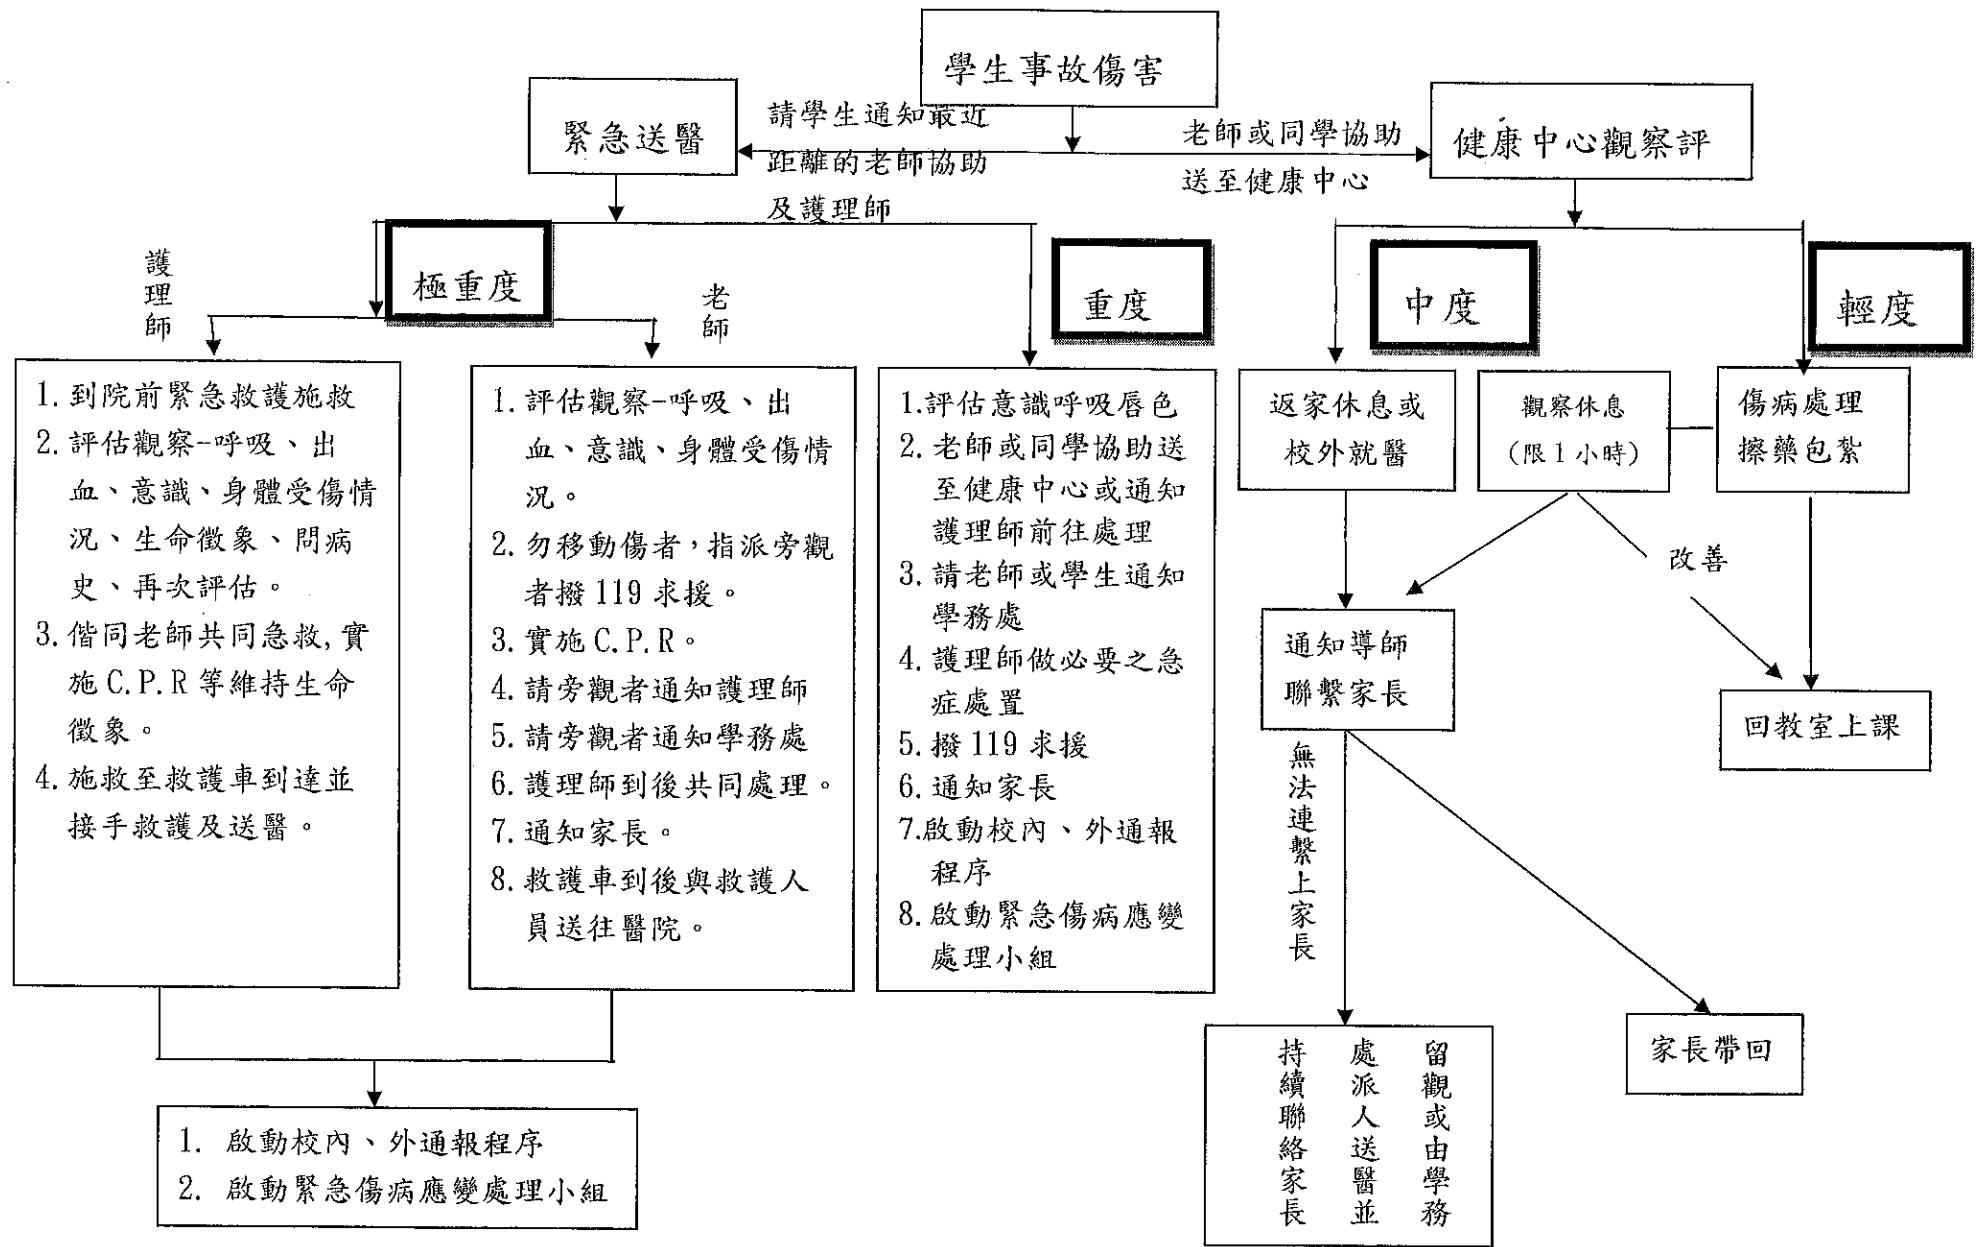 學生事故傷害
緊急送醫
請學生通知最近
距離的老師協助
及護理師
老師或同學協助
送至健康中心
健康中心觀察評
極重度
重度
中度
輕度
護理師
老師
1. 到院前緊急救護施救
2. 評估觀察-呼吸、出
血、意識、身體受傷情
況、生命徵象、問病
史、再次評估。
3. 偕同老師共同急救,實
施 C.P.R 等維持生命
徵象。
4. 施救至救護車到達並
接手救護及送醫。
1. 評估觀察-呼吸、出
血、意識、身體受傷情
況。
2. 勿移動傷者，指派旁觀
者撥 119 求援。
3. 實施 C.P.R。
4. 請旁觀者通知護理師
5. 請旁觀者通知學務處
6. 護理師到後共同處理。
7. 通知家長。
8. 救護車到後與救護人
員送往醫院。
1.評估意識呼吸唇色
2. 老師或同學協助送
至健康中心或通知
護理師前往處理
3. 請老師或學生通知
學務處
4. 護理師做必要之急
症處置
5. 撥 119 求援
6. 通知家長
7.啟動校內、外通報
程序
8. 啟動緊急傷病應變
處理小組
返家休息或
校外就醫
觀察休息
(限 1 小時)
傷病處理
擦藥包紮
改善
通知導師
聯繫家長
回教室上課
無法連繫上家長
留觀或由學務
處派人送醫並
持續聯絡家長
家長帶回
1. 啟動校內、外通報程序
2. 啟動緊急傷病應變處理小組